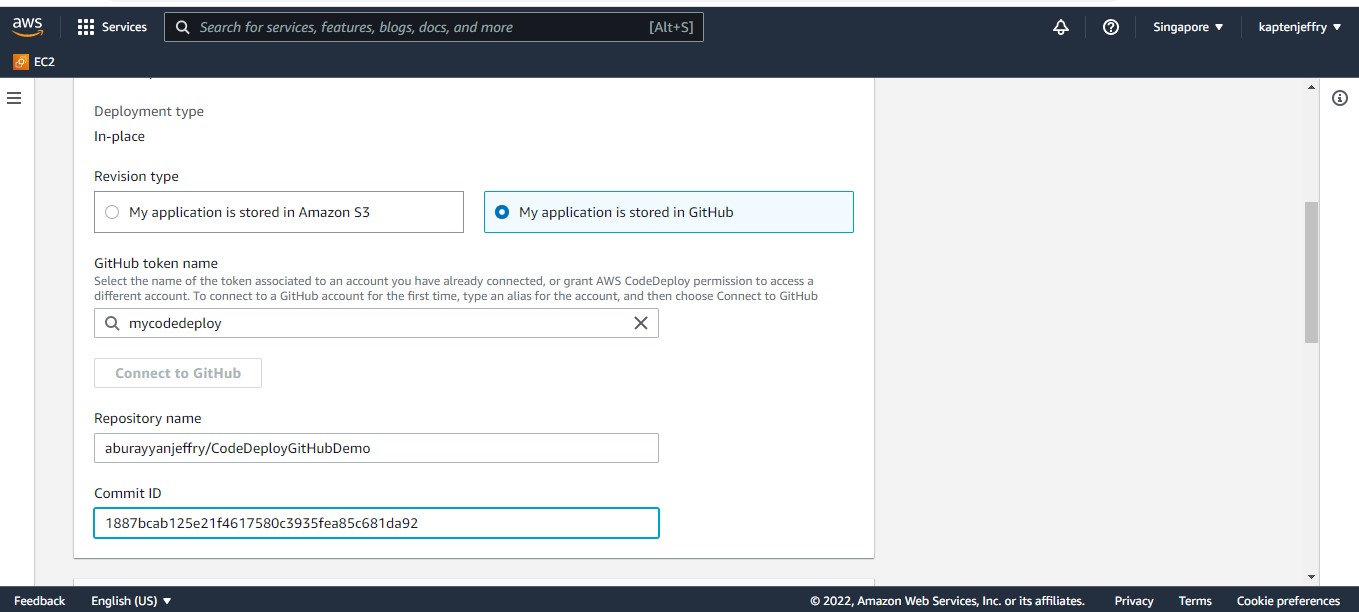 aws
Services
Search for services, features, blogs, docs, and more [Alt+S]
Singapore
kaptenjeffry
EC2
Deployment type
In-place
Revision type
My application is stored in Amazon S3
My application is stored in GitHub
GitHub token name
Select the name of the token associated to an account you have already connected, or grant AWS CodeDeploy permission to access a
different account. To connect to a GitHub account for the first time, type an alias for the account, and then choose Connect to GitHub
mycodedeploy
Connect to GitHub
Repository name
aburayyanjeffry/CodeDeployGitHubDemo
Commit ID
1887bcab125e21f4617580c3935fea85c681da92
Feedback
English (US)
© 2022, Amazon Web Services, Inc. or its affiliates.
Privacy
Terms
Cookie preferences